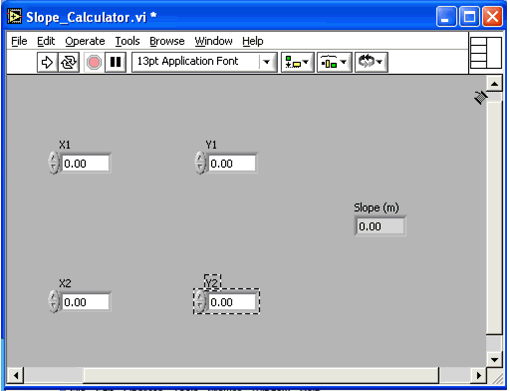 Slope_Calculator.vi *
File Edit Operate Tools Browse Window Help
13pt Application Font
X1 Y1
0.00 0.00
Slope (m)
0.00
X2 Y2
0.00 0.00